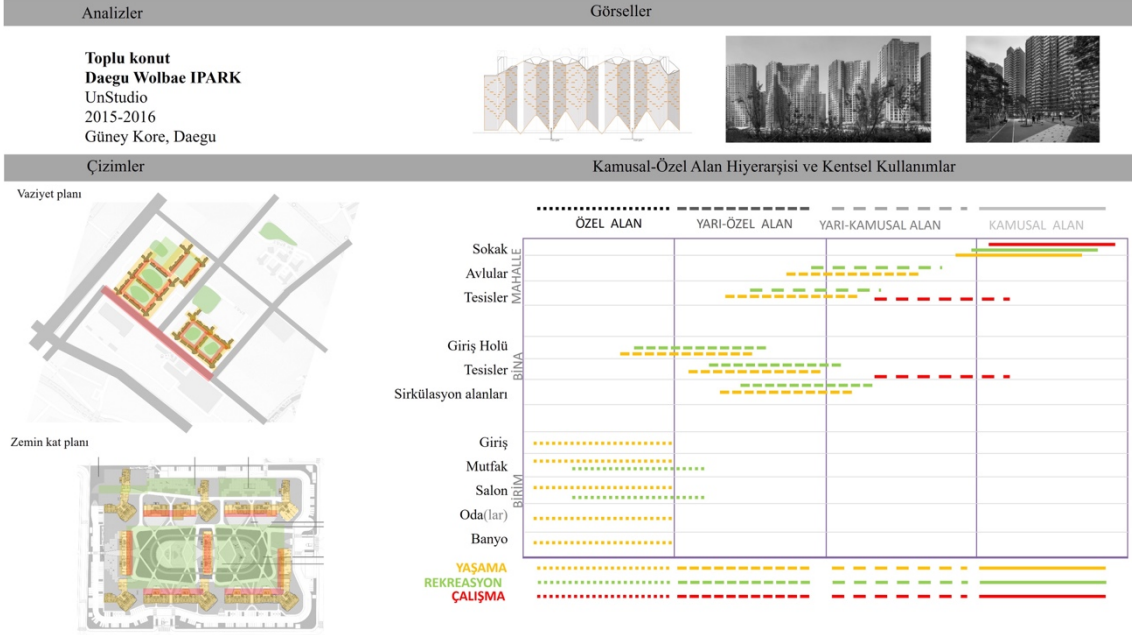 Analizler
Görseller
Toplu konut
Daegu Wolbae IPARK
UnStudio
2015-2016
Güney Kore, Daegu
Çizimler
Kamusal-Özel Alan Hiyerarşisi ve Kentsel Kullanımlar
Vaziyet planı
Zemin kat planı
ÖZEL ALAN
YARI-ÖZEL ALAN
YARI-KAMUSAL ALAN
KAMUSAL ALAN
MAHALLE
Sokak
Avlular
Tesisler
BİNA
Giriş Holü
Tesisler
Sirkülasyon alanları
BİRİM
Giriş
Mutfak
Salon
Oda(lar)
Banyo
YAŞAMA
REKREASYON
ÇALIŞMA